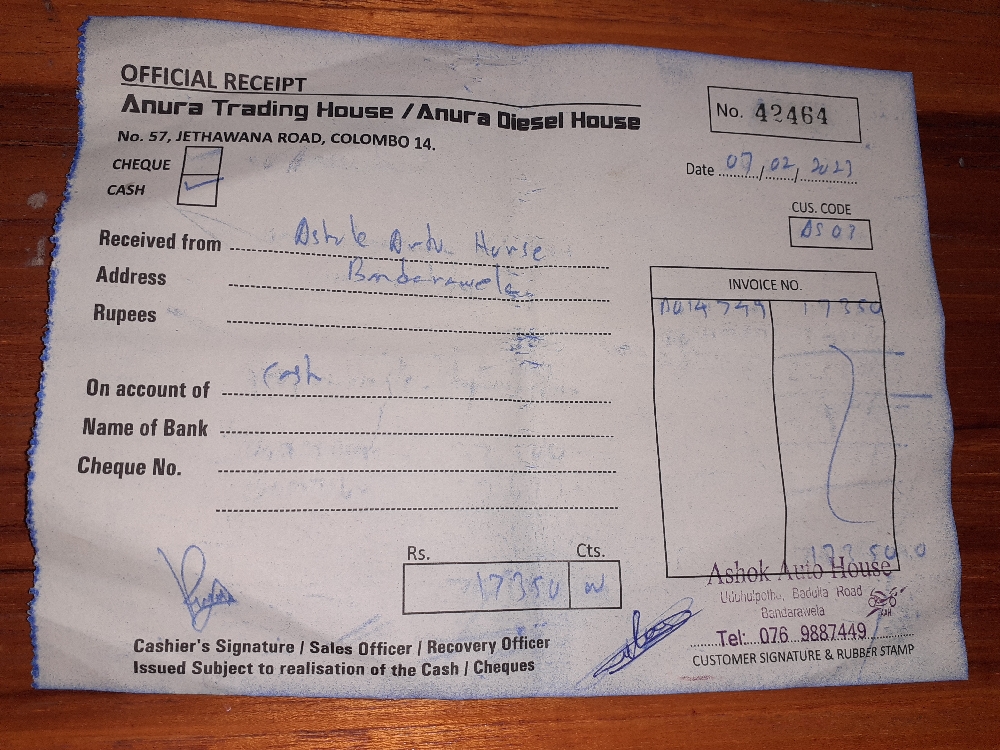 OFFICIAL RECEIPT
Anura Trading House / Anura Diesel House
No. 57, JETHAWANA ROAD, COLOMBO 14.
No. 42464
CHEQUE
CASH
Date 07/02/2023
CUS. CODE
AS 03
Received from Ashok Auto House
Address Bandarawela
Rupees
INVOICE NO.
17350
On account of Cash
Name of Bank
Cheque No.
Rs. Cts.
17350
Ashok Auto House
Badulla Road
Bandarawela
Tel: 076 9887449
CUSTOMER SIGNATURE & RUBBER STAMP
Cashier's Signature / Sales Officer / Recovery Officer
Issued Subject to realisation of the Cash / Cheques